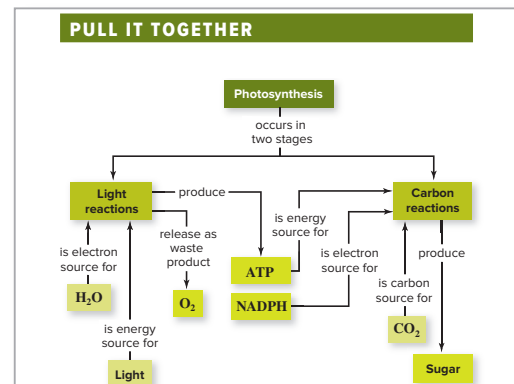 PULL IT TOGETHER
Photosynthesis
occurs in
two stages
Light
reactions
produce
Carbon
reactions
is energy
source for
release as
waste
product
is electron
source for
is electron
source for
produce
ATP
is carbon
source for
H₂O
O₂
NADPH
CO₂
is energy
source for
Light
Sugar